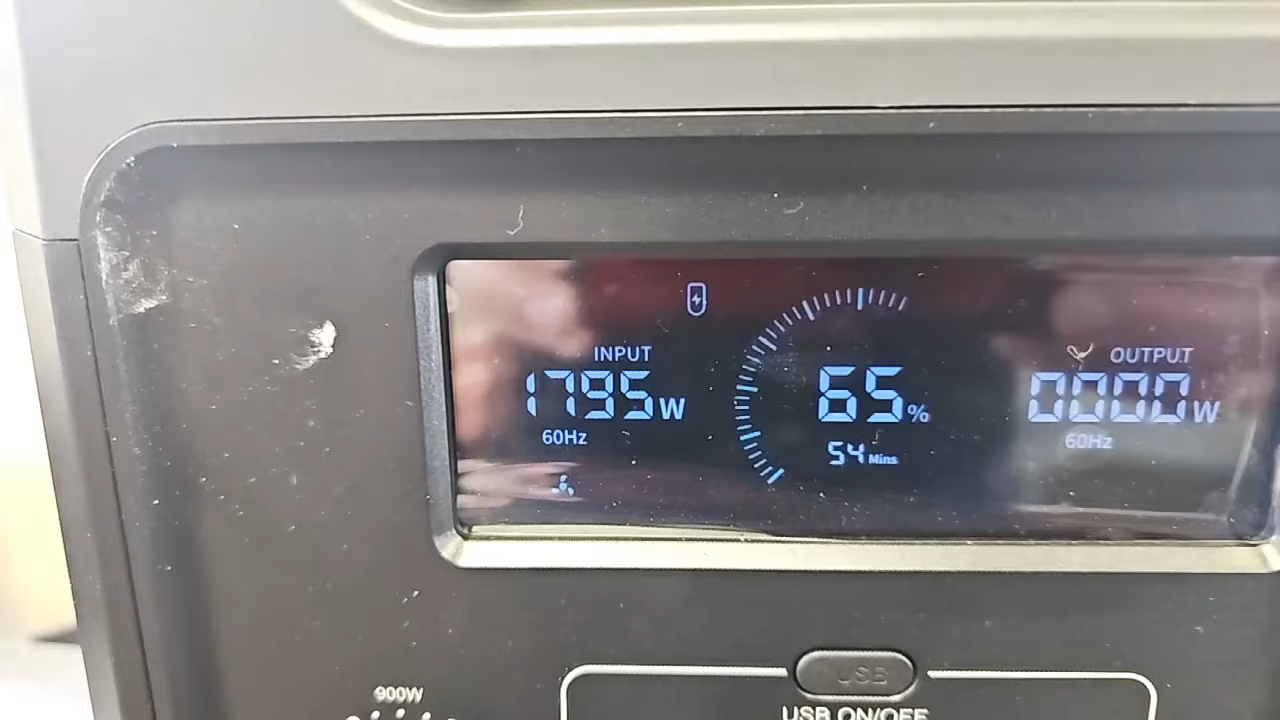 INPUT
1795W
60Hz
65%
54 Mins
OUTPUT
0000W
60Hz
900W
USB
USB ON/OFF